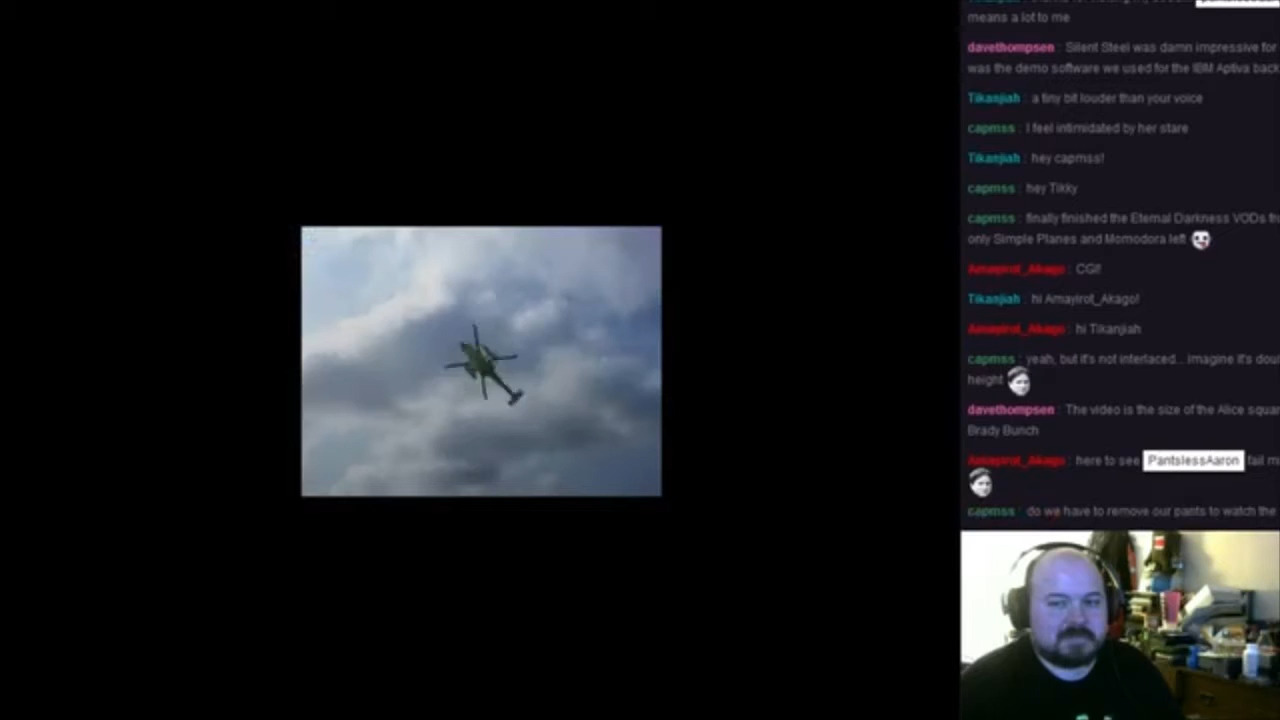 means a lot to me
davethompsen : Silent Steel was damn impressive for
was the demo software we used for the IBM Aptiva back
Tikanjiah : a tiny bit louder than your voice
capmss : I feel intimidated by her stare
Tikanjiah : hey capmss!
capmss : hey Tikky
capmss : finally finished the Eternal Darkness VODs
only Simple Planes and Momodora left
Amayirot_Akago : CGI!
Tikanjiah : hi Amayirot_Akago!
Amayirot_Akago : hi Tikanjiah
capmss : yeah, but it's not interlaced... imagine it's dou
height
davethompsen : The video is the size of the Alice squar
Brady Bunch
Amayirot_Akago : here to see PantslessAaron fail m
capmss : do we have to remove our pants to watch the